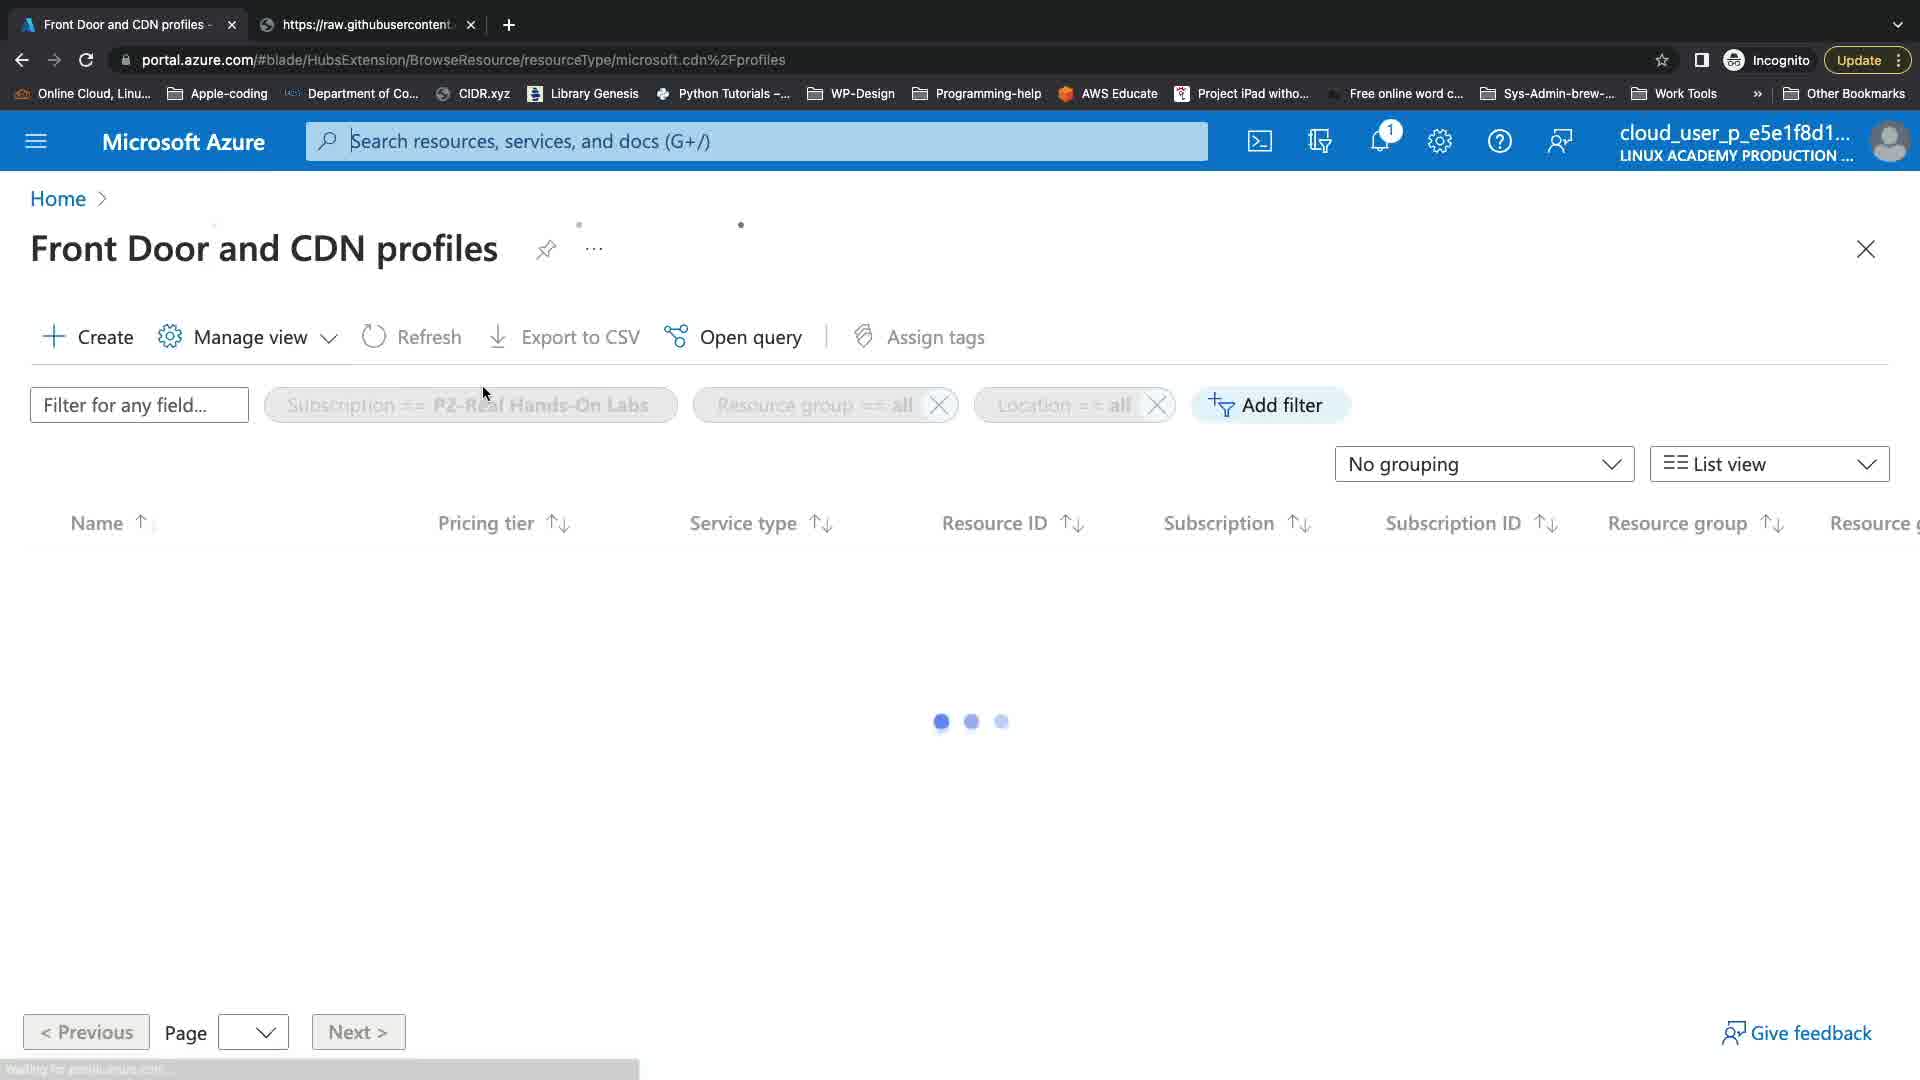 Front Door and CDN profiles -
https://raw.githubusercontent
portal.azure.com/#blade/HubsExtension/BrowseResource/resourceType/microsoft.cdn%2Fprofiles
Incognito
Update
Online Cloud, Linu...
Apple-coding
Department of Co...
CIDR.xyz
Library Genesis
Python Tutorials –...
WP-Design
Programming-help
AWS Educate
Project iPad witho...
Free online word c...
Sys-Admin-brew-...
Work Tools
»
Other Bookmarks
Microsoft Azure
Search resources, services, and docs (G+/)
1
cloud_user_p_e5e1f8d1...
LINUX ACADEMY PRODUCTION ...
Home >
Front Door and CDN profiles
...
Create
Manage view
Refresh
Export to CSV
Open query
Assign tags
Filter for any field...
Subscription == P2-Real Hands-On Labs
Resource group == all
Location == all
Add filter
No grouping
List view
Name
Pricing tier
Service type
Resource ID
Subscription
Subscription ID
Resource group
Resource g
< Previous
Page
Next >
Give feedback
Waiting for portal.azure.com...